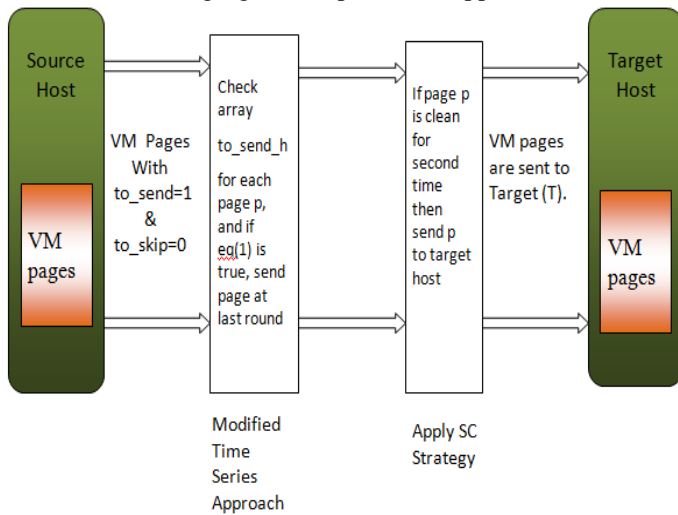 Source
Host
VM Pages
With
to_send=1
&
to_skip=0
VM
pages
Check
array
to_send_h
for each
page p,
and if
eq(1) is
true, send
page at
last round
Modified
Time
Series
Approach
If page p
is clean
for
second
time
then
send p
to target
host
Apply SC
Strategy
VM pages
are sent to
Target (T).
Target
Host
VM
pages